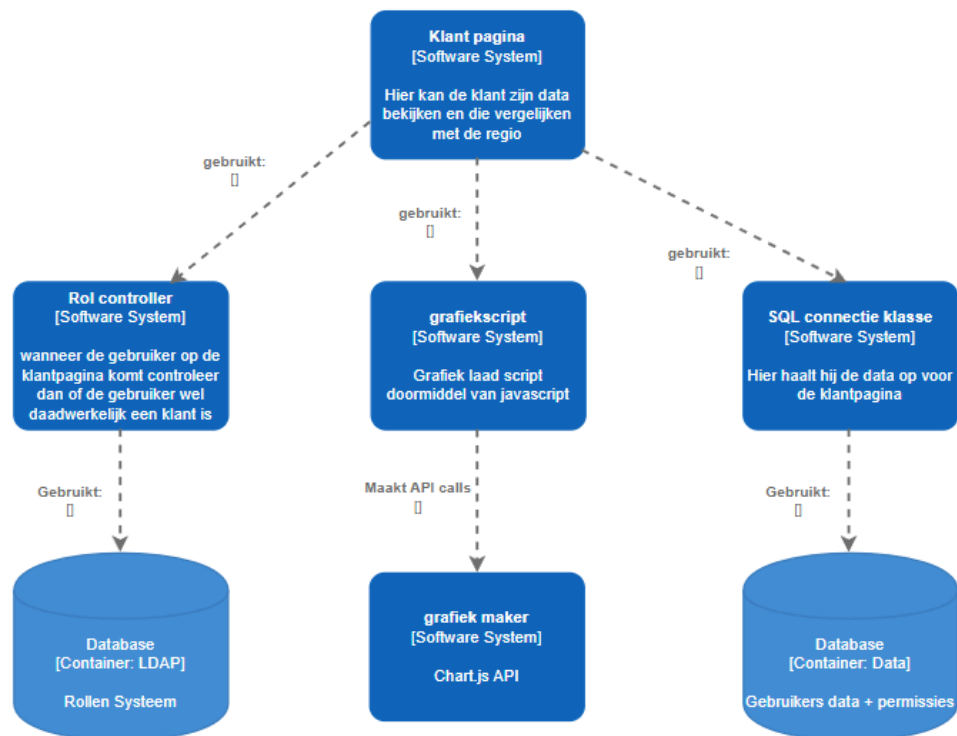 Klant pagina
[Software System]
Hier kan de klant zijn data
bekijken en die vergelijken
met de regio
gebruikt:
[]
gebruikt:
[]
gebruikt:
[]
Rol controller
[Software System]
wanneer de gebruiker op de
klantpagina komt controleer
dan of de gebruiker wel
daadwerkelijk een klant is
grafiekscript
[Software System]
Grafiek laad script
doormiddel van javascript
SQL connectie klasse
[Software System]
Hier haalt hij de data op voor
de klantpagina
Gebruikt:
[]
Maakt API calls
[]
Gebruikt:
[]
Database
[Container: LDAP]
Rollen Systeem
grafiek maker
[Software System]
Chart.js API
Database
[Container: Data]
Gebruikers data + permissies